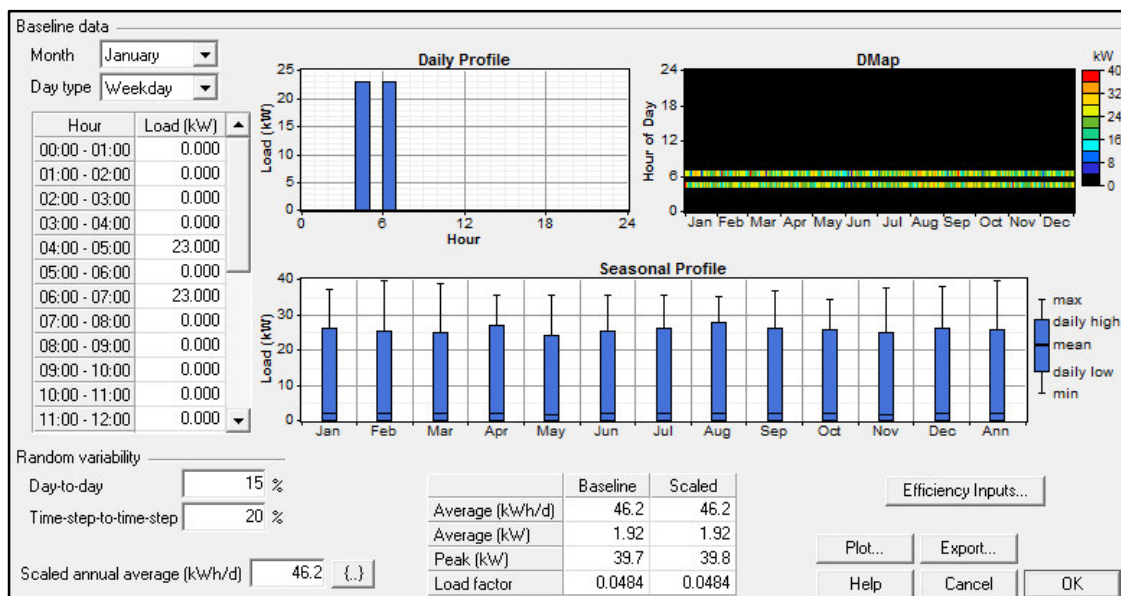 Baseline data
Month January
Day type Weekday
Hour Load (kW)
00:00 - 01:00 0.000
01:00 - 02:00 0.000
02:00 - 03:00 0.000
03:00 - 04:00 0.000
04:00 - 05:00 23.000
05:00 - 06:00 0.000
06:00 - 07:00 23.000
07:00 - 08:00 0.000
08:00 - 09:00 0.000
09:00 - 10:00 0.000
10:00 - 11:00 0.000
11:00 - 12:00 0.000
Daily Profile
Load (kW)
25
20
15
10
5
0
0 6 12 18 24
Hour
DMap
Hour of Day
24
18
12
6
0
Jan Feb Mar Apr May Jun Jul Aug Sep Oct Nov Dec
kW
40
32
24
16
8
0
Seasonal Profile
Load (kW)
40
30
20
10
0
Jan Feb Mar Apr May Jun Jul Aug Sep Oct Nov Dec Ann
max
daily high
mean
daily low
min
Random variability
Day-to-day 15 %
Time-step-to-time-step 20 %
Scaled annual average (kWh/d) 46.2 {..}
Baseline Scaled
Average (kWh/d) 46.2 46.2
Average (kW) 1.92 1.92
Peak (kW) 39.7 39.8
Load factor 0.0484 0.0484
Efficiency Inputs...
Plot... Export...
Help Cancel OK